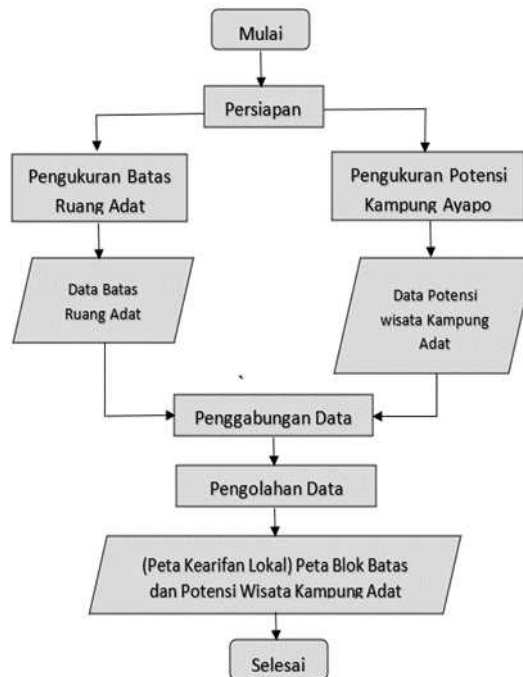 Mulai
Persiapan
Pengukuran Batas
Ruang Adat
Pengukuran Potensi
Kampung Ayapo
Data Batas
Ruang Adat
Data Potensi
wisata Kampung
Adat
Penggabungan Data
Pengolahan Data
(Peta Kearifan Lokal) Peta Blok Batas
dan Potensi Wisata Kampung Adat
Selesai